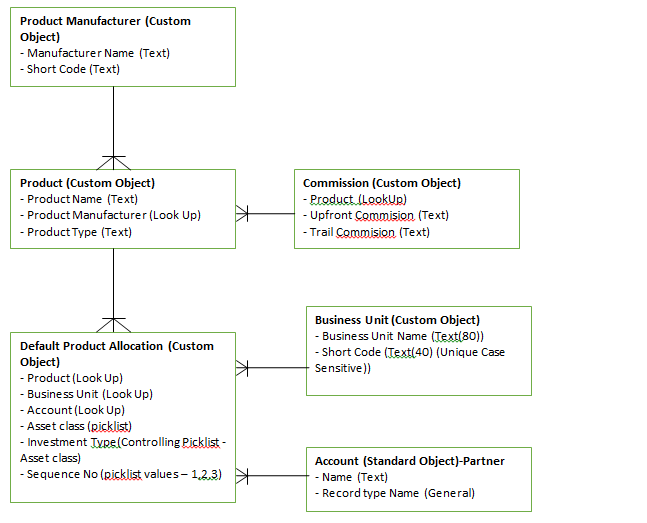 Product Manufacturer (Custom
Object)
- Manufacturer Name (Text)
- Short Code (Text)
Product (Custom Object)
- Product Name (Text)
- Product Manufacturer (Look Up)
- Product Type (Text)
Commission (Custom Object)
- Product (LookUp)
- Upfront Commision (Text)
- Trail Commision (Text)
Default Product Allocation (Custom
Object)
- Product (Look Up)
- Business Unit (Look Up)
- Account (Look Up)
- Asset class (picklist)
- Investment Type(Controlling Picklist -
Asset class)
- Sequence No (picklist values – 1,2,3)
Business Unit (Custom Object)
- Business Unit Name (Text(80))
- Short Code (Text(40) (Unique Case
Sensitive))
Account (Standard Object)-Partner
- Name (Text)
- Record type Name (General)